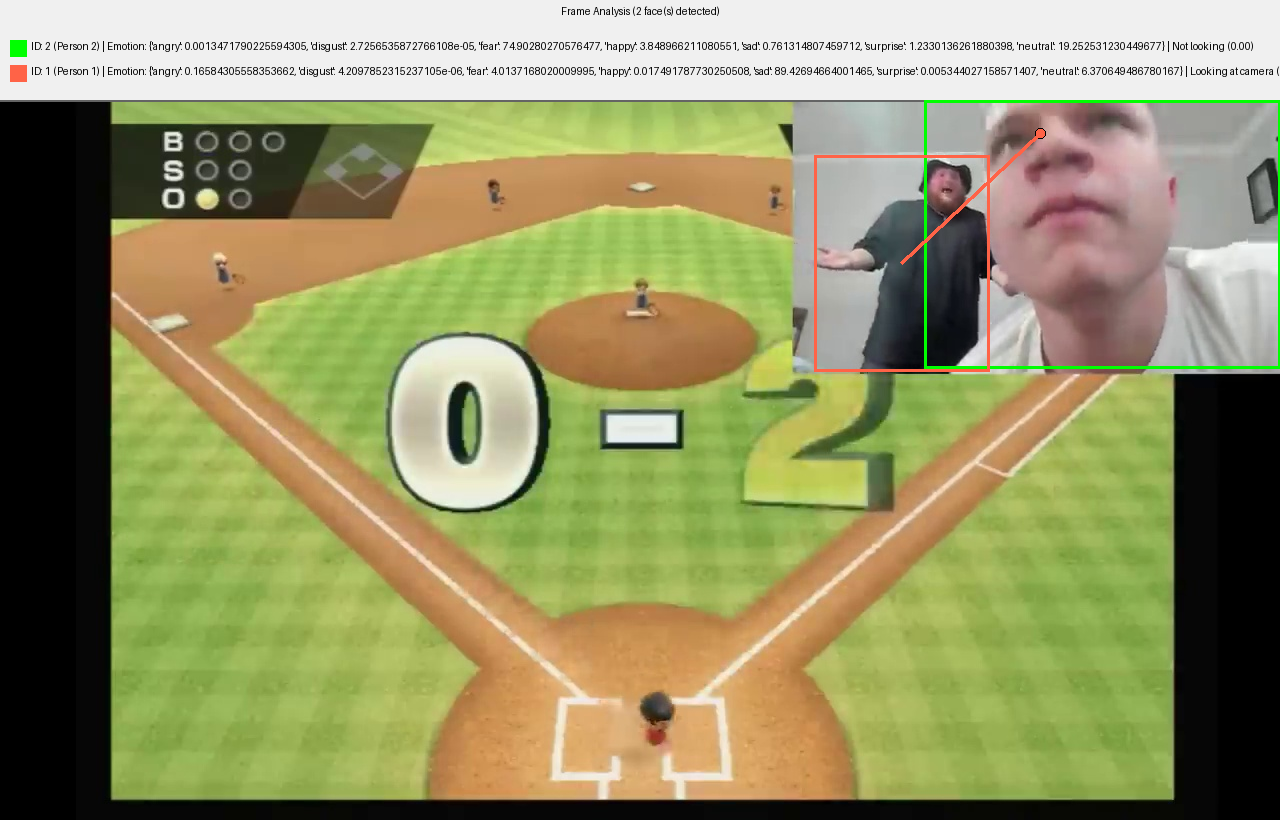 Frame Analysis (2 face(s) detected)
ID: 2 (Person 2) | Emotion: {'angry': 0.0013471790225594305, 'disgust': 2.7256535872766108e-05, 'fear': 74.90280270576477, 'happy': 3.848966211080551, 'sad': 0.761314807459712, 'surprise': 1.2330136261880398, 'neutral': 19.252531230449677} | Not looking (0.00)
ID: 1 (Person 1) | Emotion: {'angry': 0.16584305558353662, 'disgust': 4.2097852315237105e-06, 'fear': 4.0137168020009995, 'happy': 0.017491787730250508, 'sad': 89.42694664001465, 'surprise': 0.005344027158571407, 'neutral': 6.370649486780167} | Looking at camera (
B
S
O
0 - 2